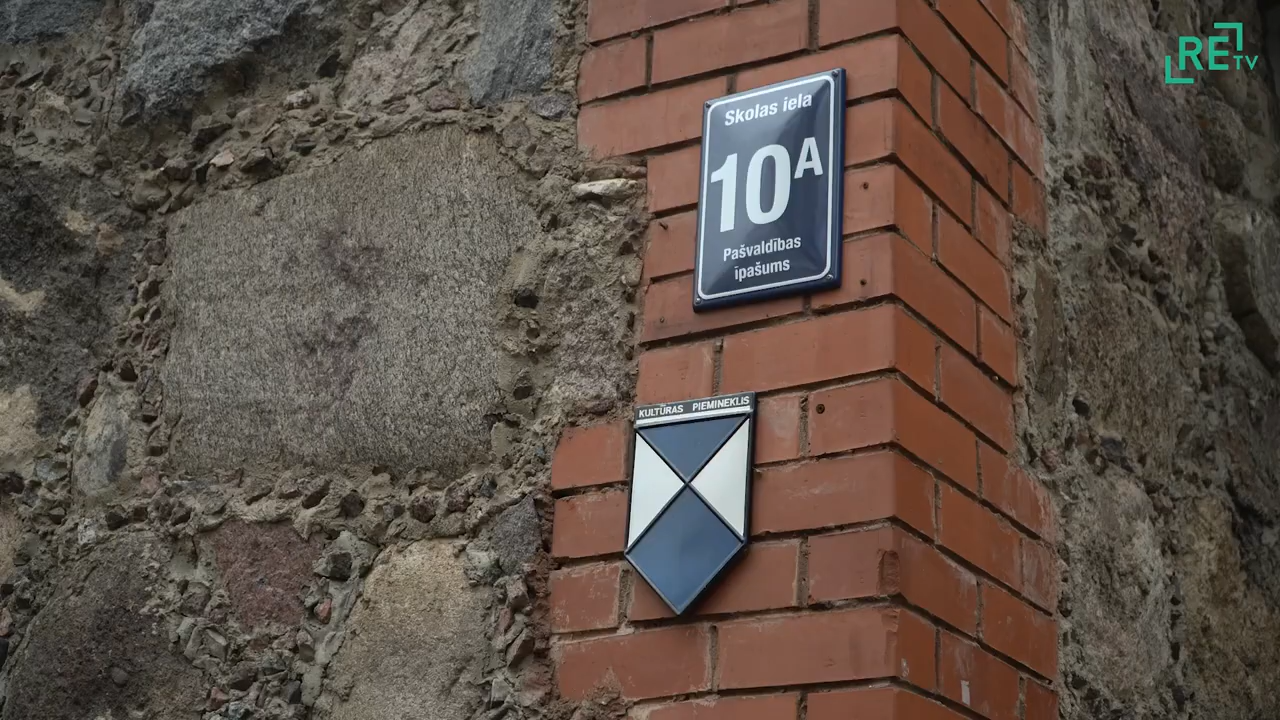 RE TV
Skolas iela
10A
Pašvaldības
īpašums
KULTŪRAS PIEMINEKLIS